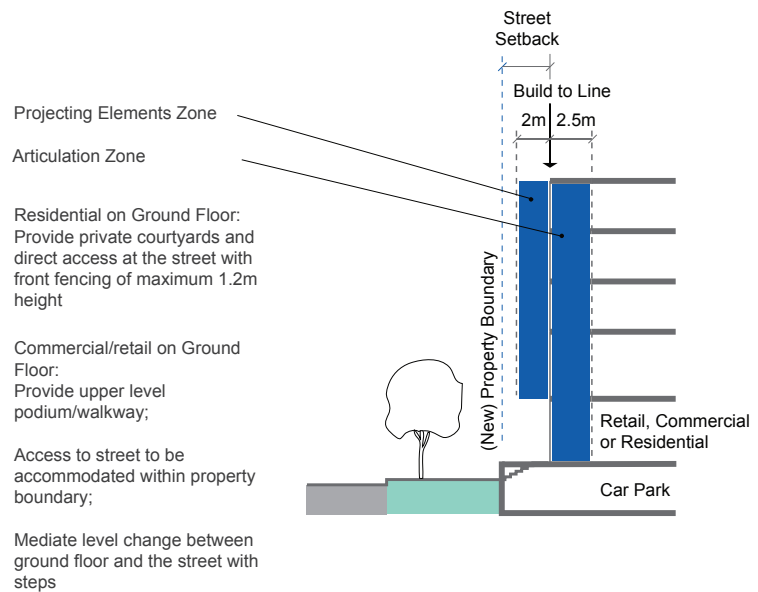 Street
Setback
Build to Line
2m
2.5m
Projecting Elements Zone
Articulation Zone
Residential on Ground Floor:
Provide private courtyards and
direct access at the street with
front fencing of maximum 1.2m
height
Commercial/retail on Ground
Floor:
Provide upper level
podium/walkway;
Access to street to be
accommodated within property
boundary;
Mediate level change between
ground floor and the street with
steps
(New) Property Boundary
Retail, Commercial
or Residential
Car Park